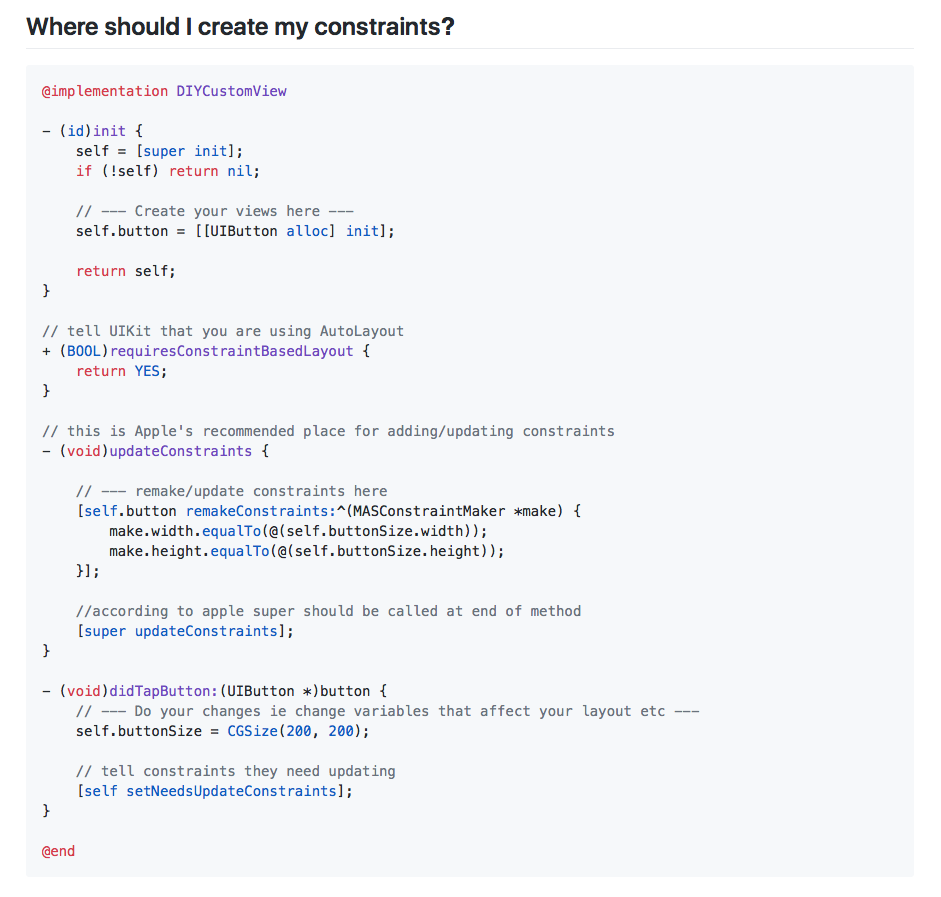 Where should I create my constraints?
@implementation DIYCustomView
- (id)init {
    self = [super init];
    if (!self) return nil;
    // --- Create your views here ---
    self.button = [[UIButton alloc] init];
    return self;
}
// tell UIKit that you are using AutoLayout
+ (BOOL)requiresConstraintBasedLayout {
    return YES;
}
// this is Apple's recommended place for adding/updating constraints
- (void)updateConstraints {
    // --- remake/update constraints here
    [self.button remakeConstraints:^(MASConstraintMaker *make) {
        make.width.equalTo(@(self.buttonSize.width));
        make.height.equalTo(@(self.buttonSize.height));
    }];
    //according to apple super should be called at end of method
    [super updateConstraints];
}
- (void)didTapButton:(UIButton *)button {
    // --- Do your changes ie change variables that affect your layout etc ---
    self.buttonSize = CGSize(200, 200);
    // tell constraints they need updating
    [self setNeedsUpdateConstraints];
}
@end